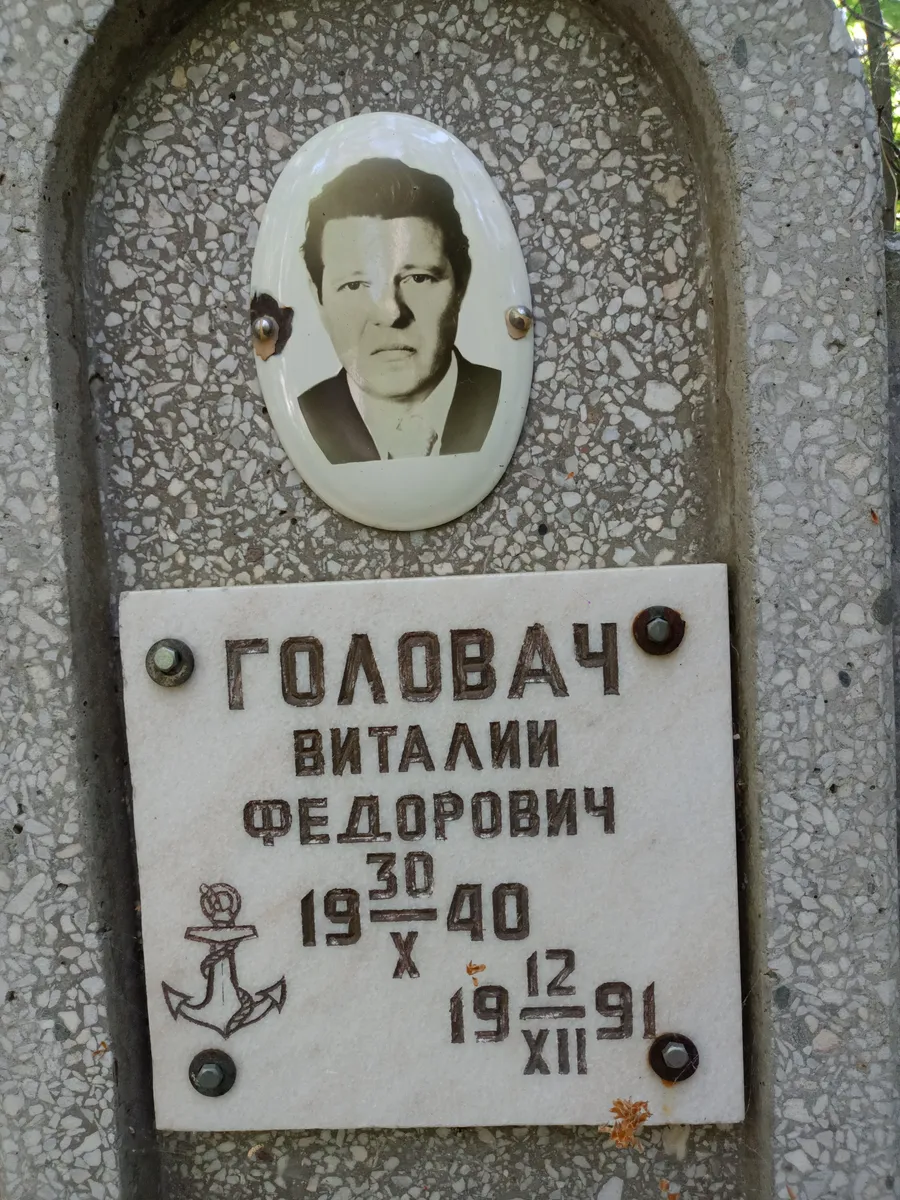 ГОЛОВАЧ
ВИТАЛИИ
ФЕДОРОВИЧ
19 30/X 40
19 12/XII 91